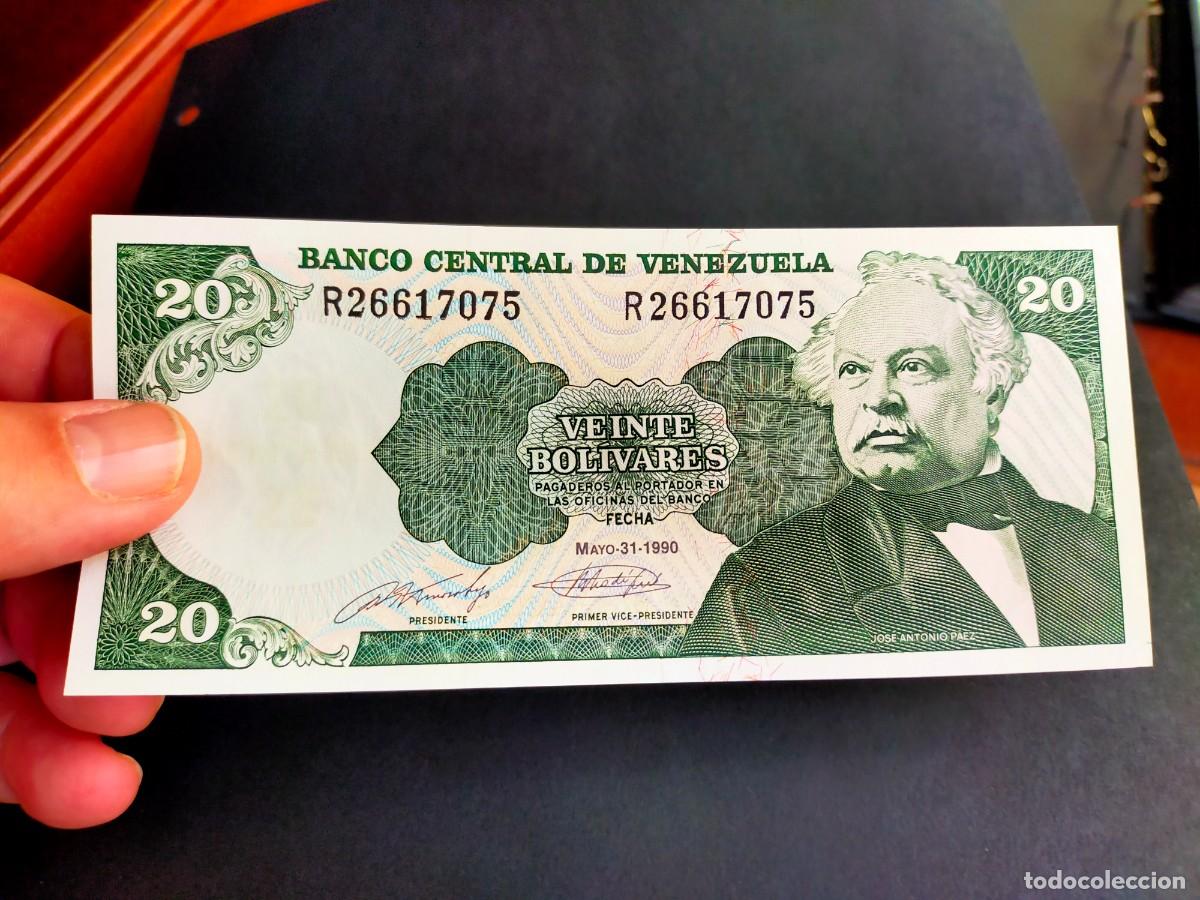 BANCO CENTRAL DE VENEZUELA
20
20
R26617075 R26617075
VEINTE
BOLIVARES
PAGADEROS AL PORTADOR EN
LAS OFICINAS DEL BANCO
FECHA
MAYO-31-1990
20
PRESIDENTE
PRIMER VICE-PRESIDENTE
JOSE ANTONIO PAEZ
todocoleccion